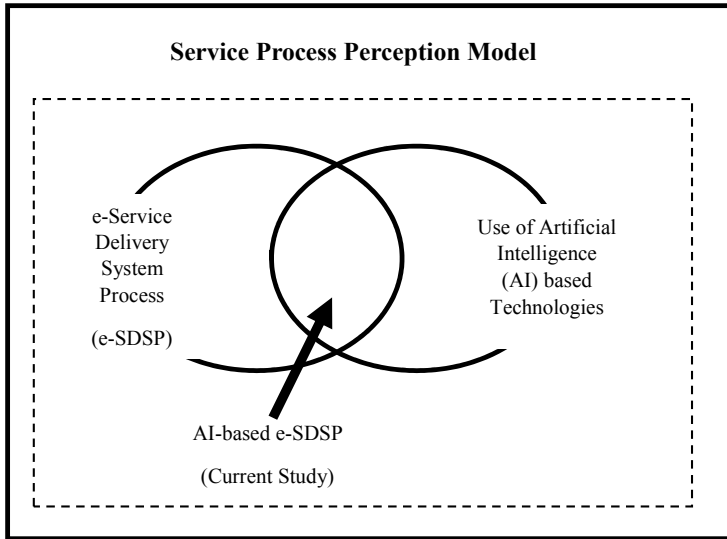 Service Process Perception Model
e-Service
Delivery
System
Process
(e-SDSP)
Use of Artificial
Intelligence
(AI) based
Technologies
AI-based e-SDSP
(Current Study)